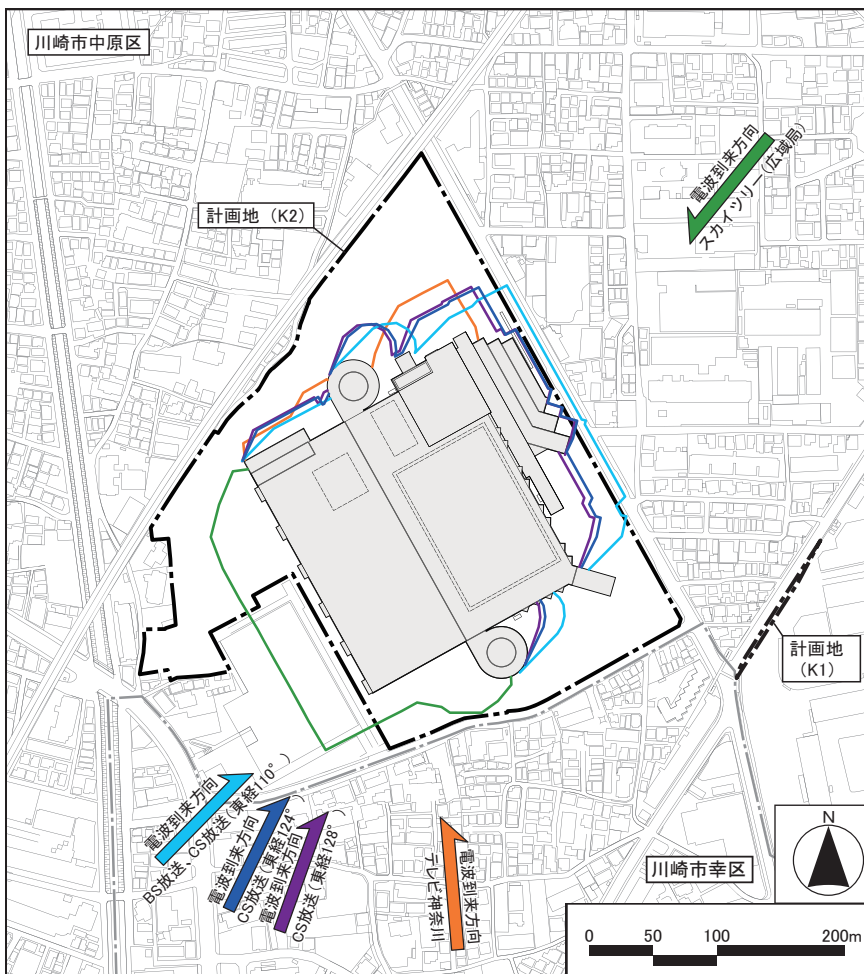 川崎市中原区
計画地（K2）
電波到来方向
スカイツリー（広域局）
計画地
（K1）
電波到来方向
BS放送、CS放送（東経110°）
電波到来方向
CS放送（東経124°）
電波到来方向
CS放送（東経128°）
電波到来方向
テレビ神奈川
川崎市幸区
N
0 50 100 200m